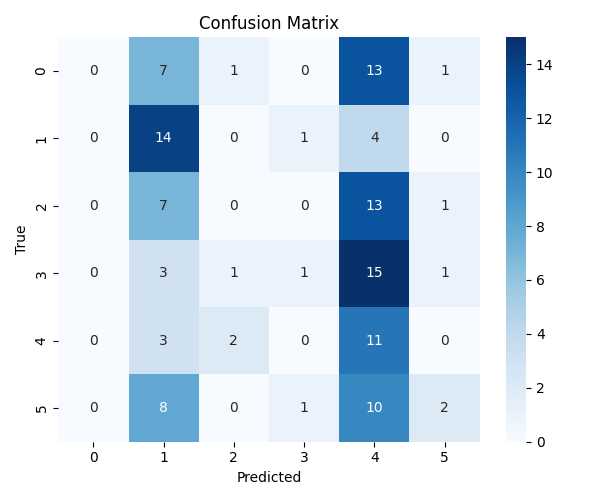 Confusion Matrix
True
0 0 7 1 0 13 1
1 0 14 0 1 4 0
2 0 7 0 0 13 1
3 0 3 1 1 15 1
4 0 3 2 0 11 0
5 0 8 0 1 10 2
0 1 2 3 4 5
Predicted
14
12
10
8
6
4
2
0